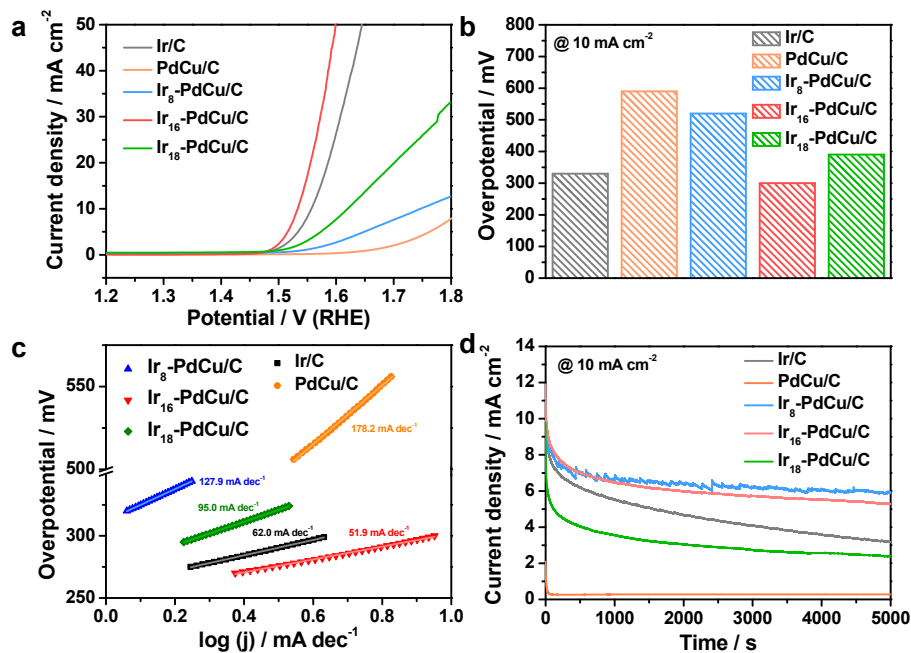 a
Current density / mA cm⁻²
50
40
30
20
10
0
Ir/C
PdCu/C
Ir₈-PdCu/C
Ir₁₆-PdCu/C
Ir₁₈-PdCu/C
1.2 1.3 1.4 1.5 1.6 1.7 1.8
Potential / V (RHE)
b
Overpotential / mV
800
700
600
500
400
300
200
100
0
@ 10 mA cm⁻²
Ir/C
PdCu/C
Ir₈-PdCu/C
Ir₁₆-PdCu/C
Ir₁₈-PdCu/C
c
Overpotential / mV
550
500
300
250
Ir₈-PdCu/C
Ir₁₆-PdCu/C
Ir₁₈-PdCu/C
Ir/C
PdCu/C
178.2 mA dec⁻¹
127.9 mA dec⁻¹
95.0 mA dec⁻¹
62.0 mA dec⁻¹
51.9 mA dec⁻¹
0.0 0.2 0.4 0.6 0.8 1.0
log (j) / mA dec⁻¹
d
Current density / mA cm⁻²
14
12
10
8
6
4
2
0
@ 10 mA cm⁻²
Ir/C
PdCu/C
Ir₈-PdCu/C
Ir₁₆-PdCu/C
Ir₁₈-PdCu/C
0 1000 2000 3000 4000 5000
Time / s